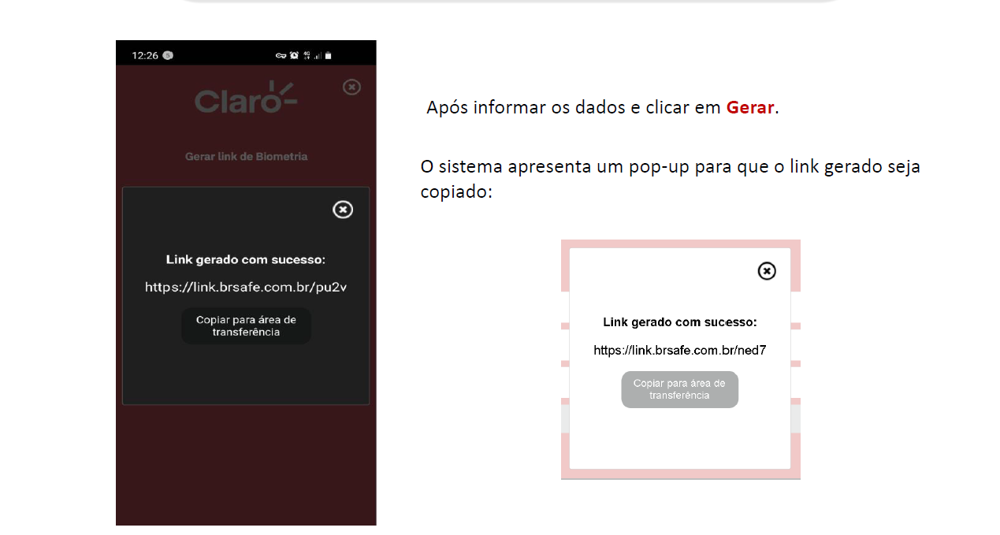 12:26
Claro
Gerar link de Biometria
Link gerado com sucesso:
https://link.brsafe.com.br/pu2v
Copiar para área de
transferência
Após informar os dados e clicar em Gerar.
O sistema apresenta um pop-up para que o link gerado seja
copiado:
Link gerado com sucesso:
https://link.brsafe.com.br/ned7
Copiar para área de
transferência